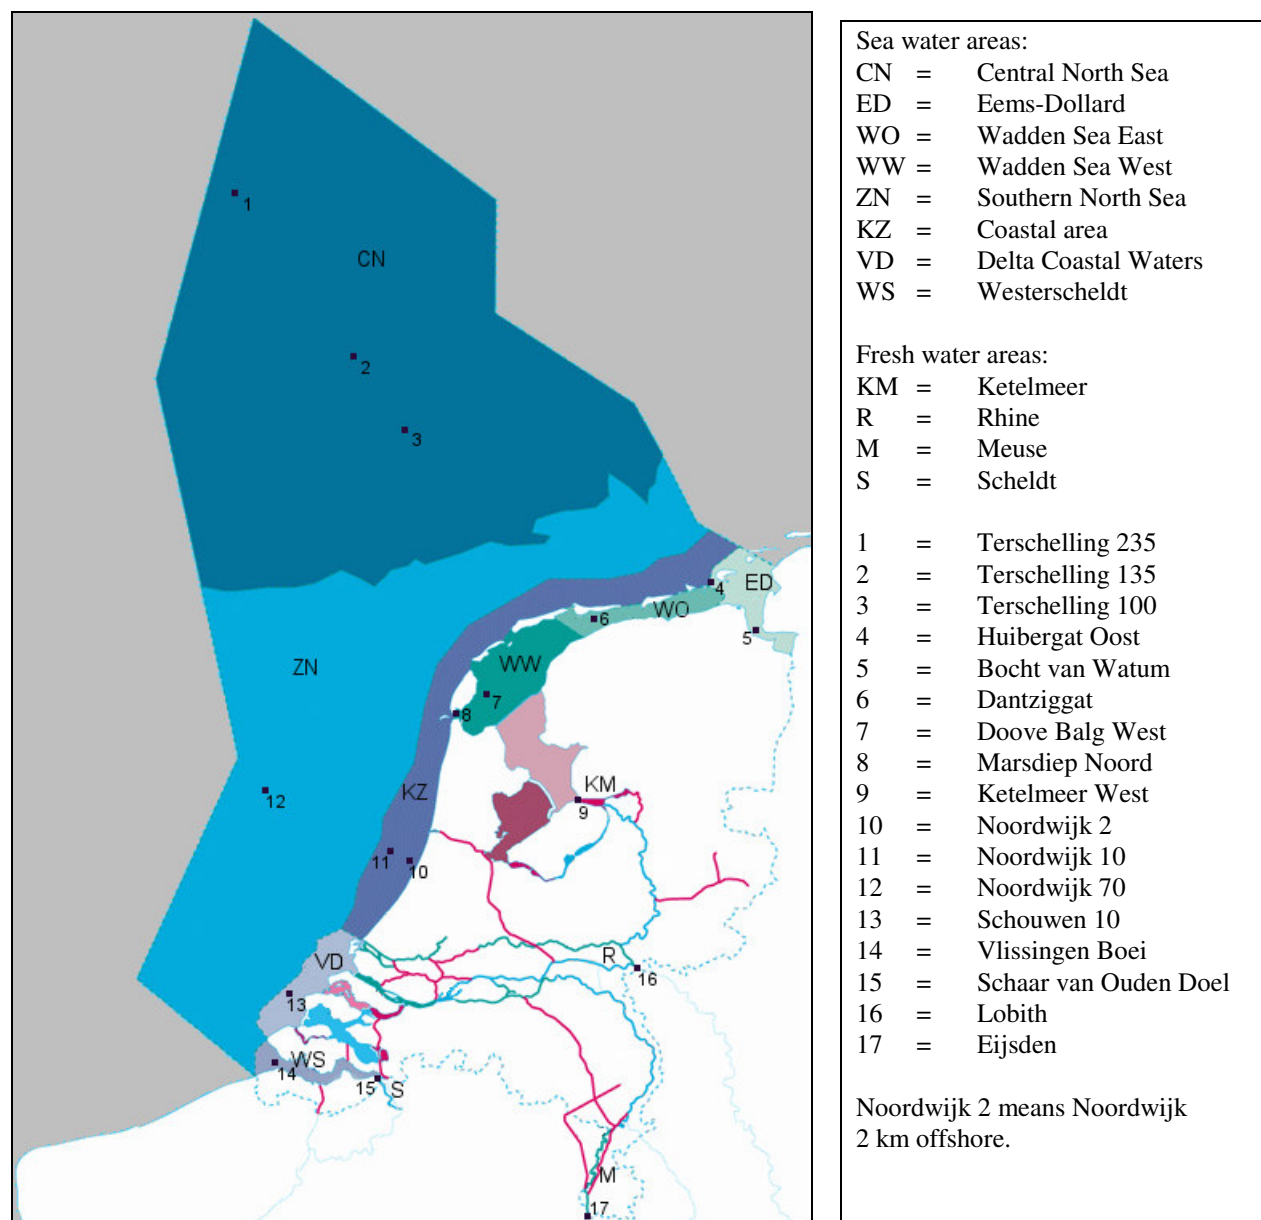 1
CN
2
3
ED
4
WO
6
5
ZN
WW
7
8
KZ
KM
12
9
11
10
VD
R
16
13
WS
14
15
S
M
17
Sea water areas:
CN = Central North Sea
ED = Eems-Dollard
WO = Wadden Sea East
WW = Wadden Sea West
ZN = Southern North Sea
KZ = Coastal area
VD = Delta Coastal Waters
WS = Westerscheldt
Fresh water areas:
KM = Ketelmeer
R = Rhine
M = Meuse
S = Scheldt
1 = Terschelling 235
2 = Terschelling 135
3 = Terschelling 100
4 = Huibergat Oost
5 = Bocht van Watum
6 = Dantziggat
7 = Doove Balg West
8 = Marsdiep Noord
9 = Ketelmeer West
10 = Noordwijk 2
11 = Noordwijk 10
12 = Noordwijk 70
13 = Schouwen 10
14 = Vlissingen Boei
15 = Schaar van Ouden Doel
16 = Lobith
17 = Eijsden
Noordwijk 2 means Noordwijk
2 km offshore.